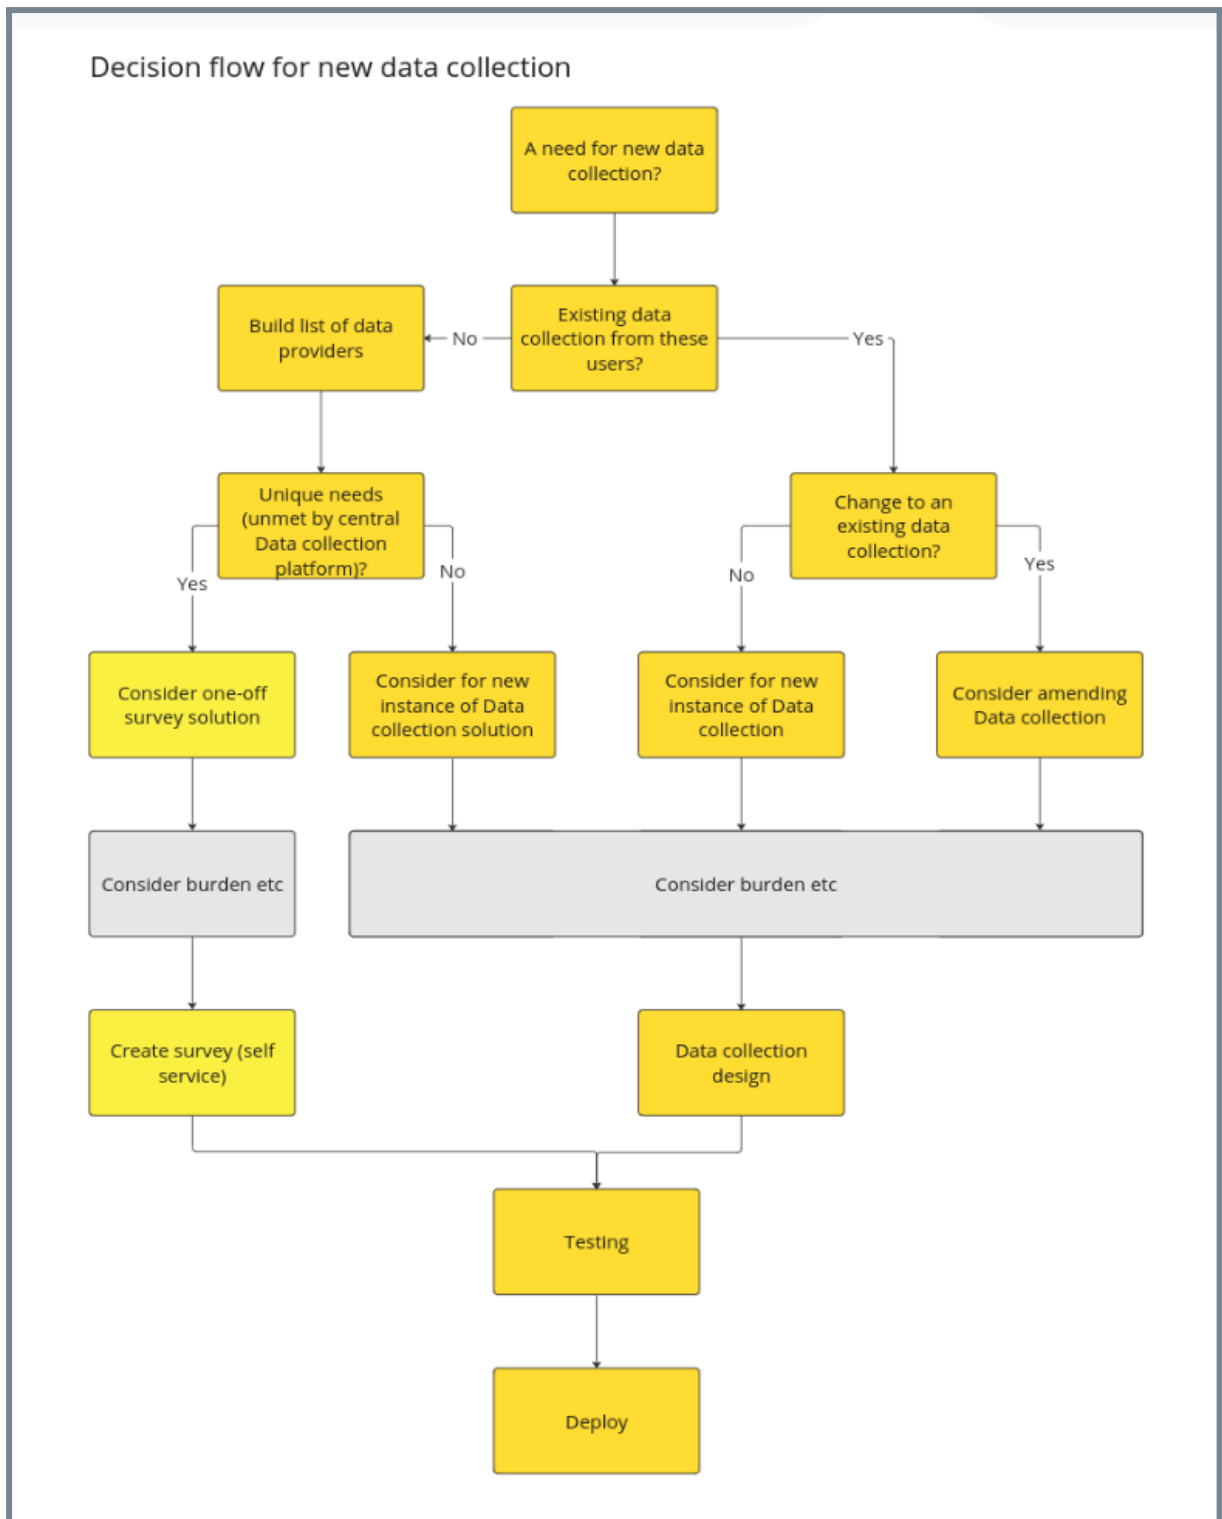 Decision flow for new data collection
A need for new data
collection?
Existing data
collection from these
users?
No
Yes
Build list of data
providers
Unique needs
(unmet by central
Data collection
platform)?
Yes
No
Change to an
existing data
collection?
No
Yes
Consider one-off
survey solution
Consider for new
instance of Data
collection solution
Consider for new
instance of Data
collection
Consider amending
Data collection
Consider burden etc
Consider burden etc
Create survey (self
service)
Data collection
design
Testing
Deploy